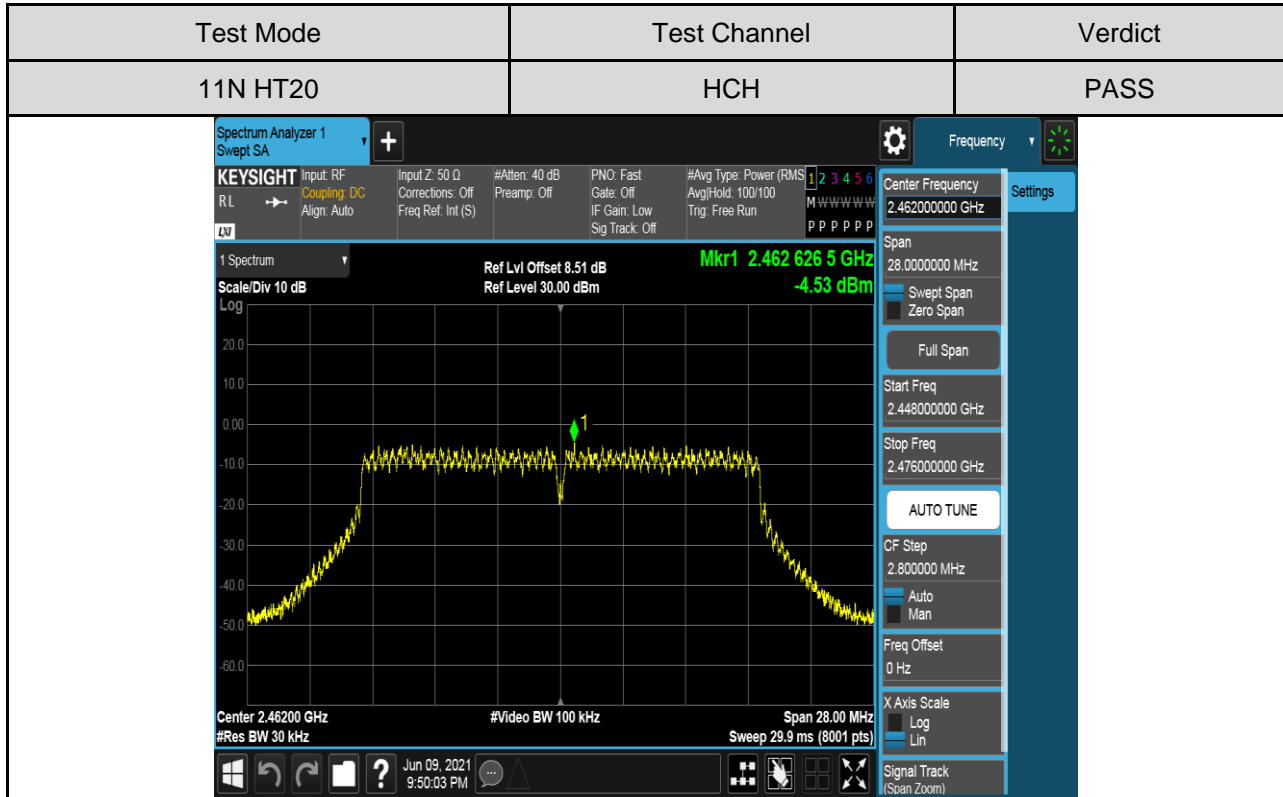 Test Mode Test Channel Verdict
11N HT20 HCH PASS
Spectrum Analyzer 1
Swept SA
+
Frequency
KEYSIGHT
RL
LXI
Input: RF
Coupling: DC
Align: Auto
Input Z: 50 Ω
Corrections: Off
Freq Ref: Int (S)
#Atten: 40 dB
Preamp: Off
PNO: Fast
Gate: Off
IF Gain: Low
Sig Track: Off
#Avg Type: Power (RMS
Avg|Hold: 100/100
Trig: Free Run
1 2 3 4 5 6
M W W W W W
P P P P P P
1 Spectrum
Scale/Div 10 dB
Ref Lvl Offset 8.51 dB
Ref Level 30.00 dBm
Mkr1 2.462 626 5 GHz
-4.53 dBm
Log
20.0
10.0
0.00
-10.0
-20.0
-30.0
-40.0
-50.0
-60.0
1
Center 2.46200 GHz
#Res BW 30 kHz
#Video BW 100 kHz
Span 28.00 MHz
Sweep 29.9 ms (8001 pts)
Settings
Center Frequency
2.462000000 GHz
Span
28.0000000 MHz
Swept Span
Zero Span
Full Span
Start Freq
2.448000000 GHz
Stop Freq
2.476000000 GHz
AUTO TUNE
CF Step
2.800000 MHz
Auto
Man
Freq Offset
0 Hz
X Axis Scale
Log
Lin
Signal Track
(Span Zoom)
?
Jun 09, 2021
9:50:03 PM